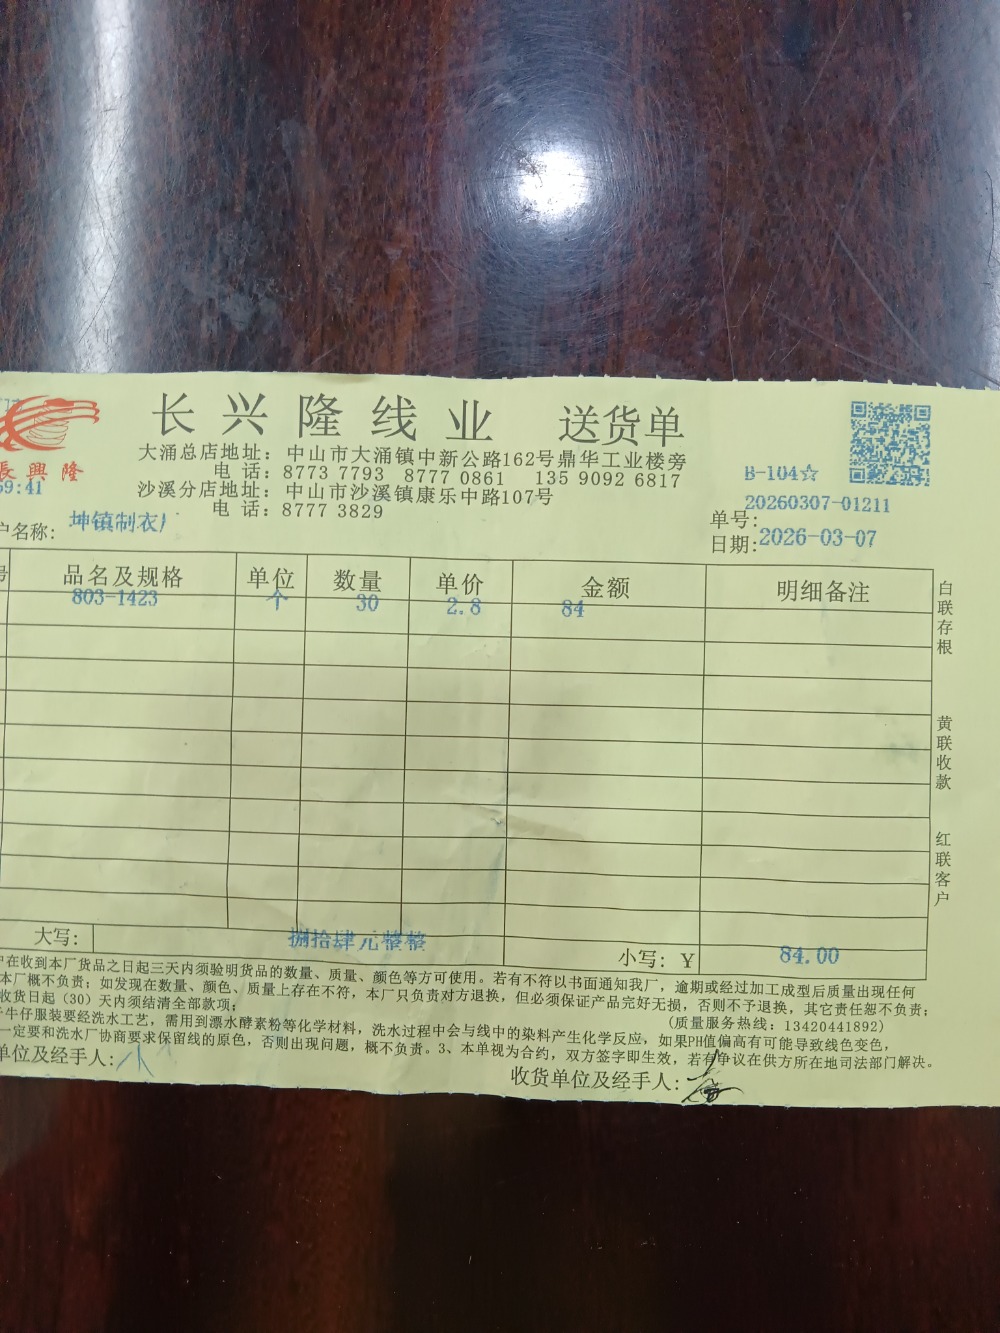 长兴隆线业 送货单
大涌总店地址：中山市大涌镇中新公路162号鼎华工业楼旁
電興隆
电 话：8773 7793 8777 0861 135 9092 6817
B-104☆
59:41
沙溪分店地址：中山市沙溪镇康乐中路107号
电 话：8777 3829
20260307-01211
单号：
户名称：坤镇制衣厂
日期：2026-03-07
号 品名及规格 单位 数量 单价 金额 明细备注
803-1423 个 30 2.8 84
白联存根
黄联收款
红联客户
大写： 捌拾肆元整整 小写：￥ 84.00
户在收到本厂货品之日起三天内须验明货品的数量、质量、颜色等方可使用。若有不符以书面通知我厂，逾期或经过加工成型后质量出现任何
本厂概不负责；如发现在数量、颜色、质量上存在不符，本厂只负责对方退换，但必须保证产品完好无损，否则不予退换，其它责任恕不负责；
收货日起（30）天内须结清全部款项；
（质量服务热线：13420441892）
牛仔服装要经洗水工艺，需用到漂水酵素粉等化学材料，洗水过程中会与线中的染料产生化学反应，如果PH值偏高有可能导致线色变色，
一定要和洗水厂协商要求保留线的原色，否则出现问题，概不负责。3、本单视为合约，双方签字即生效，若有争议在供方所在地司法部门解决。
单位及经手人：
收货单位及经手人：